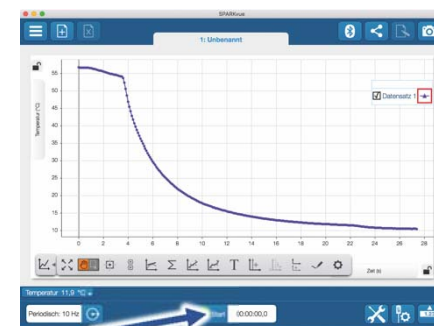 SPARKvue
1: Unbenannt
Temperatur (°C)
55
50
45
40
35
30
25
20
15
10
Datensatz 1
0 2 4 6 8 10 12 14 16 18 20 22 24 26 28
Zeit (s)
Temperatur 11,9 °C
Periodisch: 10 Hz
Start
00:00:00,0